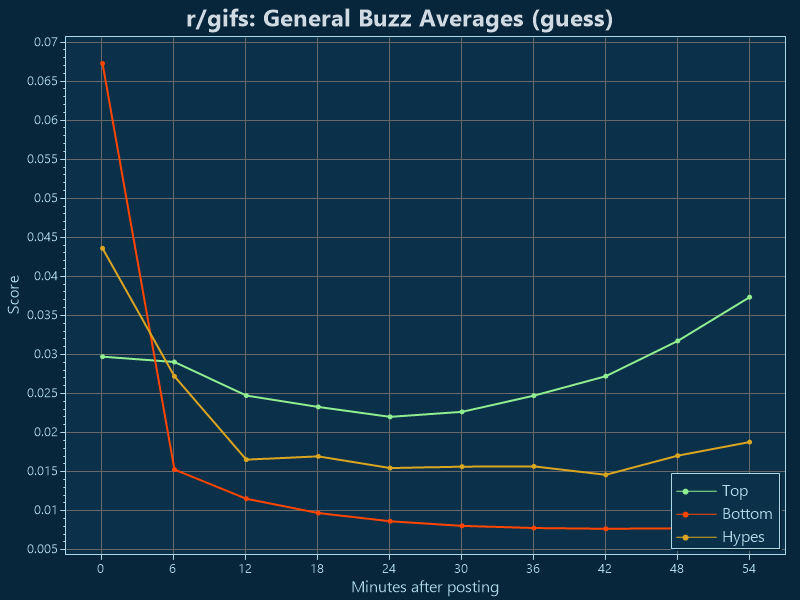 r/gifs: General Buzz Averages (guess)
0.07
0.065
0.06
0.055
0.05
0.045
0.04
0.035
0.03
0.025
0.02
0.015
0.01
0.005
Score
Top
Bottom
Hypes
0 6 12 18 24 30 36 42 48 54
Minutes after posting